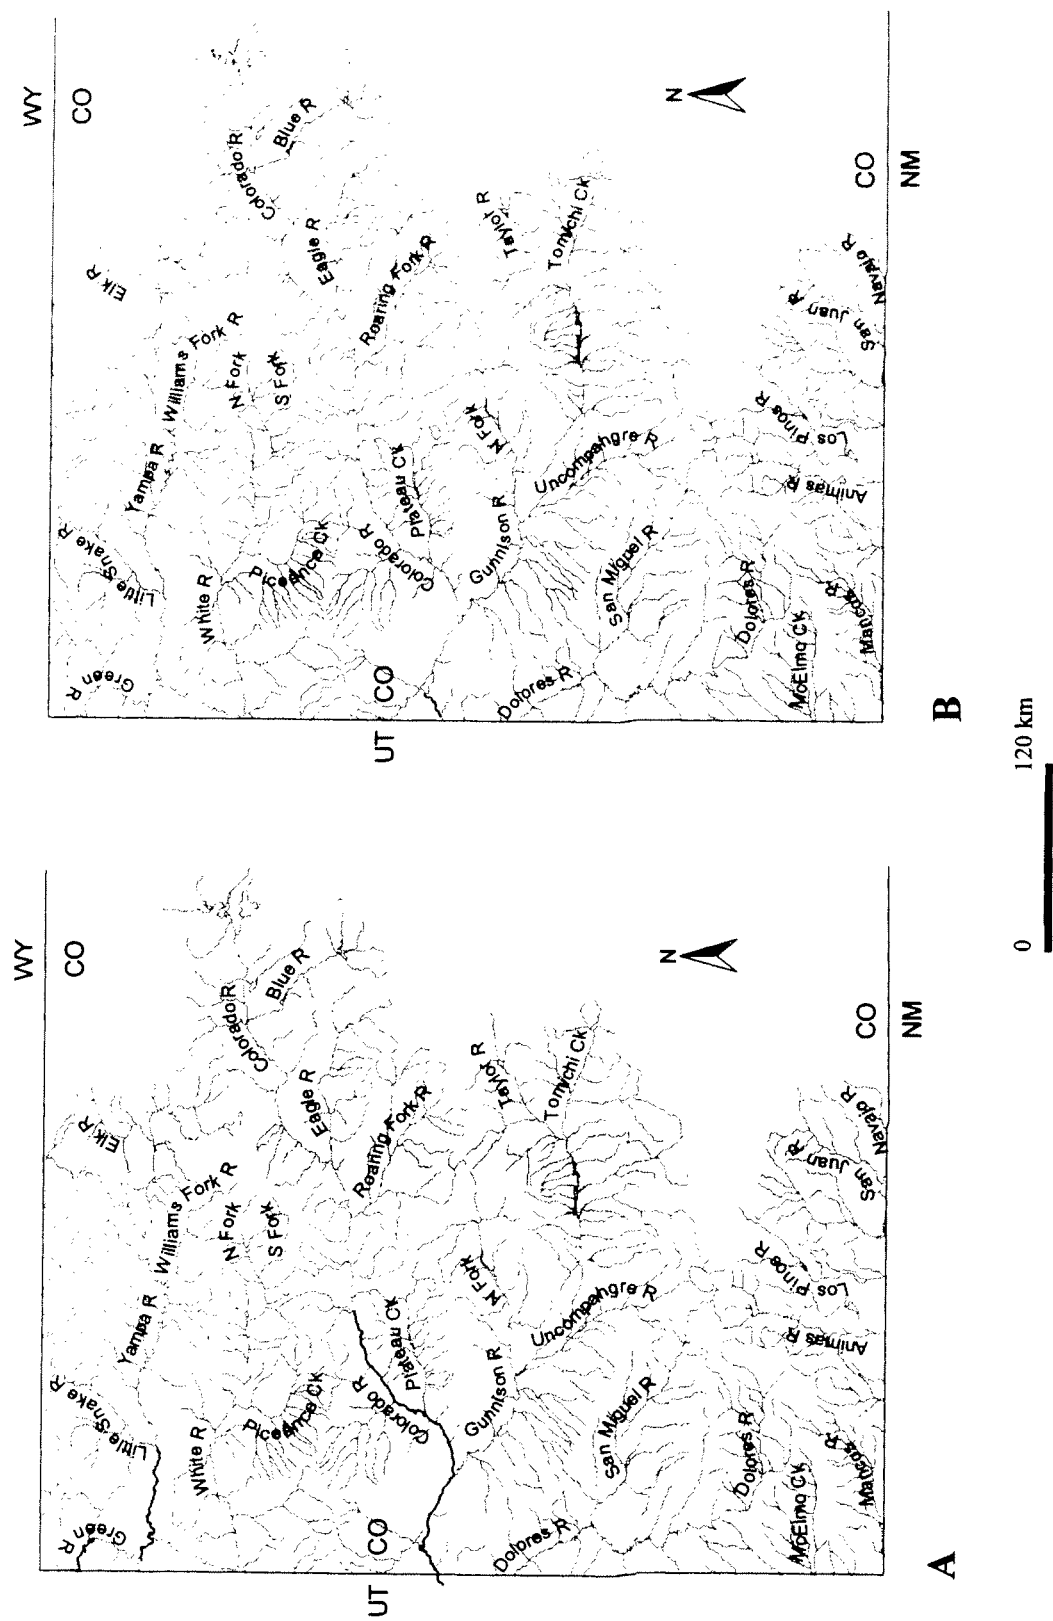 WY
CO
Green R
Little Snake R
Yampa R
Elk R
Williams Fork R
White R
N Fork
S Fork
Piceance Ck
Colorado R
Blue R
Eagle R
Roaring Fork R
UT
CO
Colorado R
Plateau Ck
N Fork
Taylor R
Tomichi Ck
Gunnison R
Uncompahgre R
Dolores R
San Miguel R
N
Dolores R
McElmo Ck
Mancos R
Animas R
Los Pinos R
San Juan R
Navajo R
CO
NM
A
WY
CO
Green R
Little Snake R
Yampa R
Elk R
Williams Fork R
White R
N Fork
S Fork
Piceance Ck
Colorado R
Blue R
Eagle R
Roaring Fork R
UT
CO
Colorado R
Plateau Ck
N Fork
Taylor R
Tomichi Ck
Gunnison R
Uncompahgre R
Dolores R
San Miguel R
N
Dolores R
McElmo Ck
Mancos R
Animas R
Los Pinos R
San Juan R
Navajo R
CO
NM
B
0 120 km